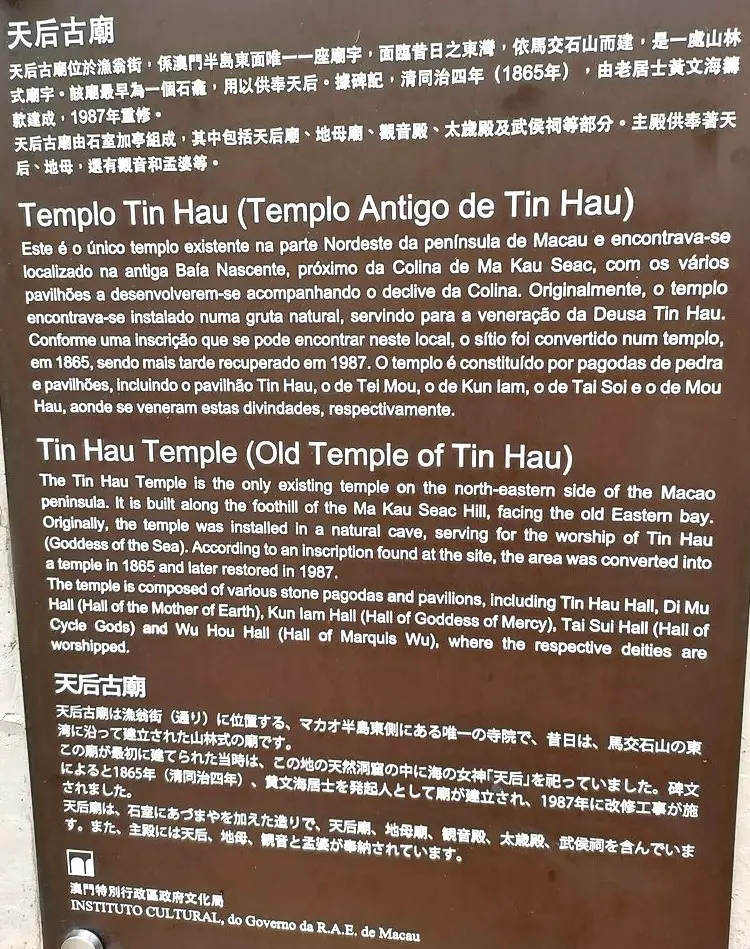 天后古廟
天后古廟位於漁翁街，係澳門半島東面唯一一座廟宇，面臨昔日之東灣，依馬交石山而建，是一處山林
式廟宇。該廟最早為一個石龕，用以供奉天后。據碑記，清同治四年（1865年），由老居士黃文海籌
款建成，1987年重修。
天后古廟由石室加亭組成，其中包括天后廟、地母廟、觀音殿、太歲殿及武侯祠等部分。主殿供奉著天
后、地母，還有觀音和孟婆等。
Templo Tin Hau (Templo Antigo de Tin Hau)
Este é o único templo existente na parte Nordeste da península de Macau e encontrava-se
localizado na antiga Baía Nascente, próximo da Colina de Ma Kau Seac, com os vários
pavilhões a desenvolverem-se acompanhando o declive da Colina. Originalmente, o templo
encontrava-se instalado numa gruta natural, servindo para a veneração da Deusa Tin Hau.
Conforme uma inscrição que se pode encontrar neste local, o sítio foi convertido num templo,
em 1865, sendo mais tarde recuperado em 1987. O templo é constituído por pagodas de pedra
e pavilhões, incluindo o pavilhão Tin Hau, o de Tei Mou, o de Kun Iam, o de Tai Soi e o de Mou
Hau, aonde se veneram estas divindades, respectivamente.
Tin Hau Temple (Old Temple of Tin Hau)
The Tin Hau Temple is the only existing temple on the north-eastern side of the Macao
peninsula. It is built along the foothill of the Ma Kau Seac Hill, facing the old Eastern bay.
Originally, the temple was installed in a natural cave, serving for the worship of Tin Hau
(Goddess of the Sea). According to an inscription found at the site, the area was converted into
a temple in 1865 and later restored in 1987.
The temple is composed of various stone pagodas and pavilions, including Tin Hau Hall, Di Mu
Hall (Hall of the Mother of Earth), Kun Iam Hall (Hall of Goddess of Mercy), Tai Sui Hall (Hall of
Cycle Gods) and Wu Hou Hall (Hall of Marquis Wu), where the respective deities are
worshipped.
天后古廟
天后古廟は漁翁街（通り）に位置する、マカオ半島東側にある唯一の寺院で、昔日は、馬交石山の東
湾に沿って建立された山林式の廟です。
この廟が最初に建てられた当時は、この地の天然洞窟の中に海の女神「天后」を祀っていました。碑文
によると1865年（清同治四年）、黄文海居士を発起人として廟が建立され、1987年に改修工事が施
されました。
天后廟は、石室にあづまやを加えた造りで、天后廟、地母廟、観音殿、太歳殿、武侯祠を含んでいま
す。また、主殿には天后、地母、観音と孟婆が奉納されています。
澳門特別行政區政府文化局
INSTITUTO CULTURAL, do Governo da R.A.E. de Macau